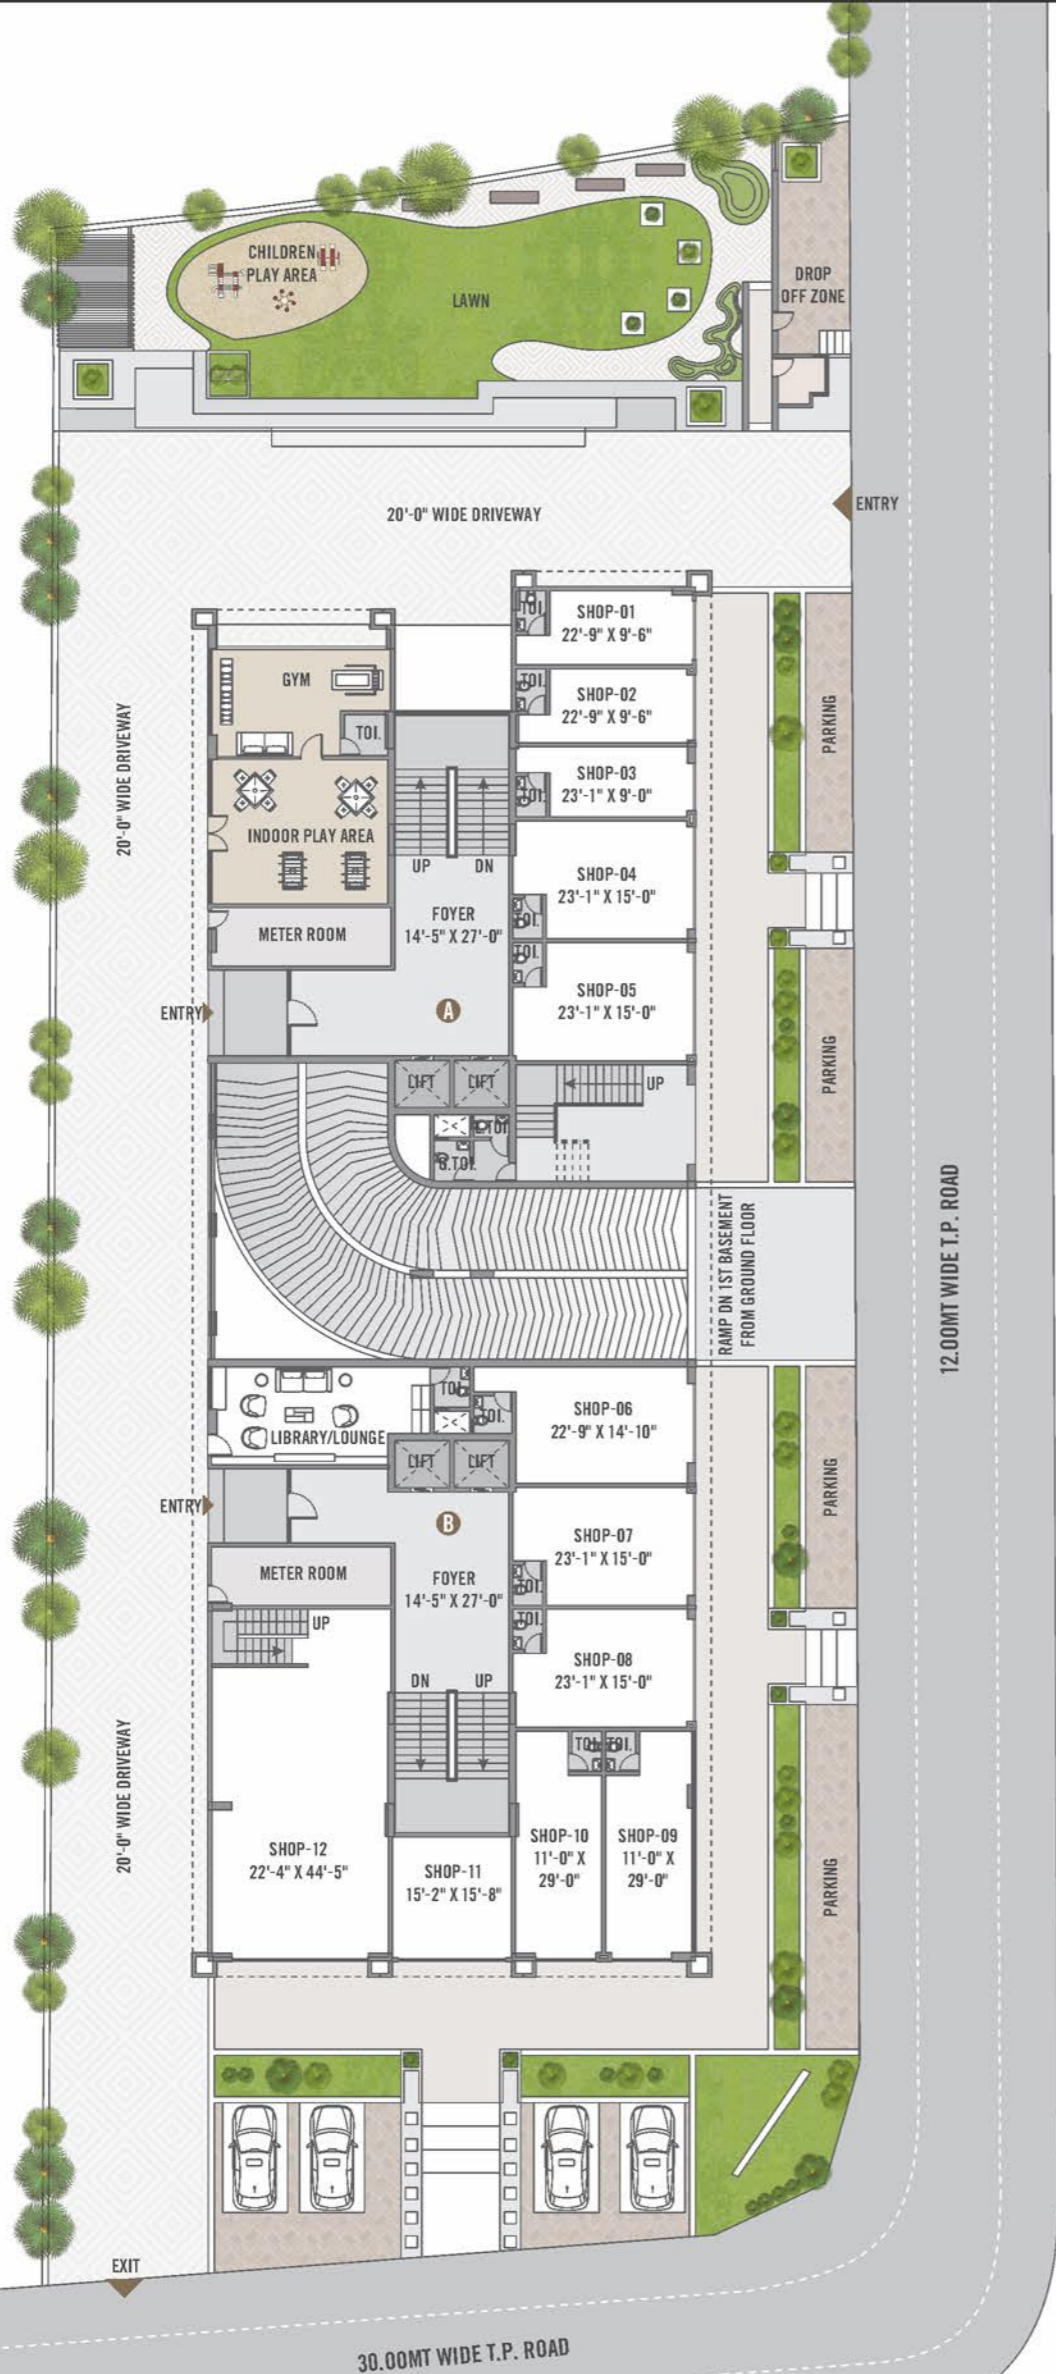 CHILDREN
PLAY AREA
LAWN
DROP
OFF ZONE
20'-0" WIDE DRIVEWAY
ENTRY
TOI.
SHOP-01
22'-9" X 9'-6"
GYM
TOI.
TOI.
SHOP-02
22'-9" X 9'-6"
PARKING
20'-0" WIDE DRIVEWAY
TOI.
SHOP-03
23'-1" X 9'-0"
INDOOR PLAY AREA
UP
DN
SHOP-04
23'-1" X 15'-0"
TOI.
METER ROOM
FOYER
14'-5" X 27'-0"
TOI.
SHOP-05
23'-1" X 15'-0"
ENTRY
A
PARKING
LIFT
LIFT
UP
L.TOI.
G.TOI.
RAMP DN 1ST BASEMENT
FROM GROUND FLOOR
12.00MT WIDE T.P. ROAD
TOI.
TOI.
SHOP-06
22'-9" X 14'-10"
LIBRARY/LOUNGE
LIFT
LIFT
PARKING
ENTRY
B
SHOP-07
23'-1" X 15'-0"
METER ROOM
FOYER
14'-5" X 27'-0"
TOI.
TOI.
UP
SHOP-08
23'-1" X 15'-0"
DN
UP
TOI.
TOI.
20'-0" WIDE DRIVEWAY
SHOP-12
22'-4" X 44'-5"
SHOP-11
15'-2" X 15'-8"
SHOP-10
11'-0" X
29'-0"
SHOP-09
11'-0" X
29'-0"
PARKING
EXIT
30.00MT WIDE T.P. ROAD